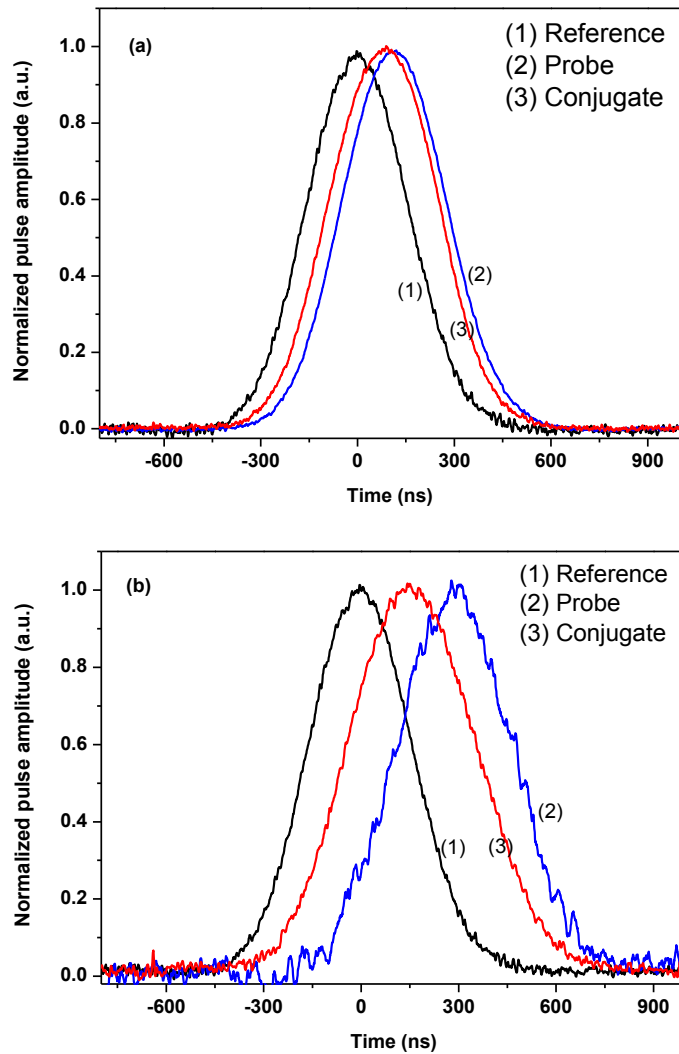 (a)
(1) Reference
(2) Probe
(3) Conjugate
1.0
0.8
0.6
0.4
0.2
0.0
Normalized pulse amplitude (a.u.)
(1)
(2)
(3)
-600
-300
0
300
600
900
Time (ns)
(b)
(1) Reference
(2) Probe
(3) Conjugate
1.0
0.8
0.6
0.4
0.2
0.0
Normalized pulse amplitude (a.u.)
(1)
(3)
(2)
-600
-300
0
300
600
900
Time (ns)